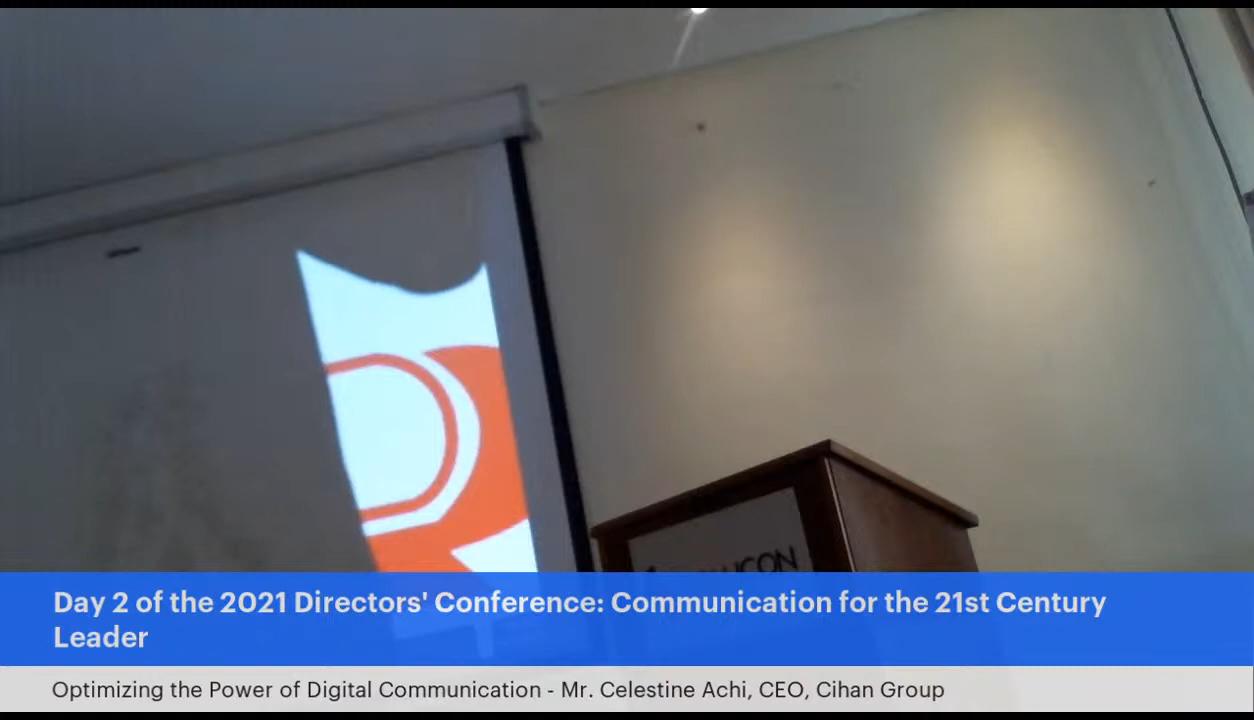 Day 2 of the 2021 Directors' Conference: Communication for the 21st Century
Leader
Optimizing the Power of Digital Communication - Mr. Celestine Achi, CEO, Cihan Group